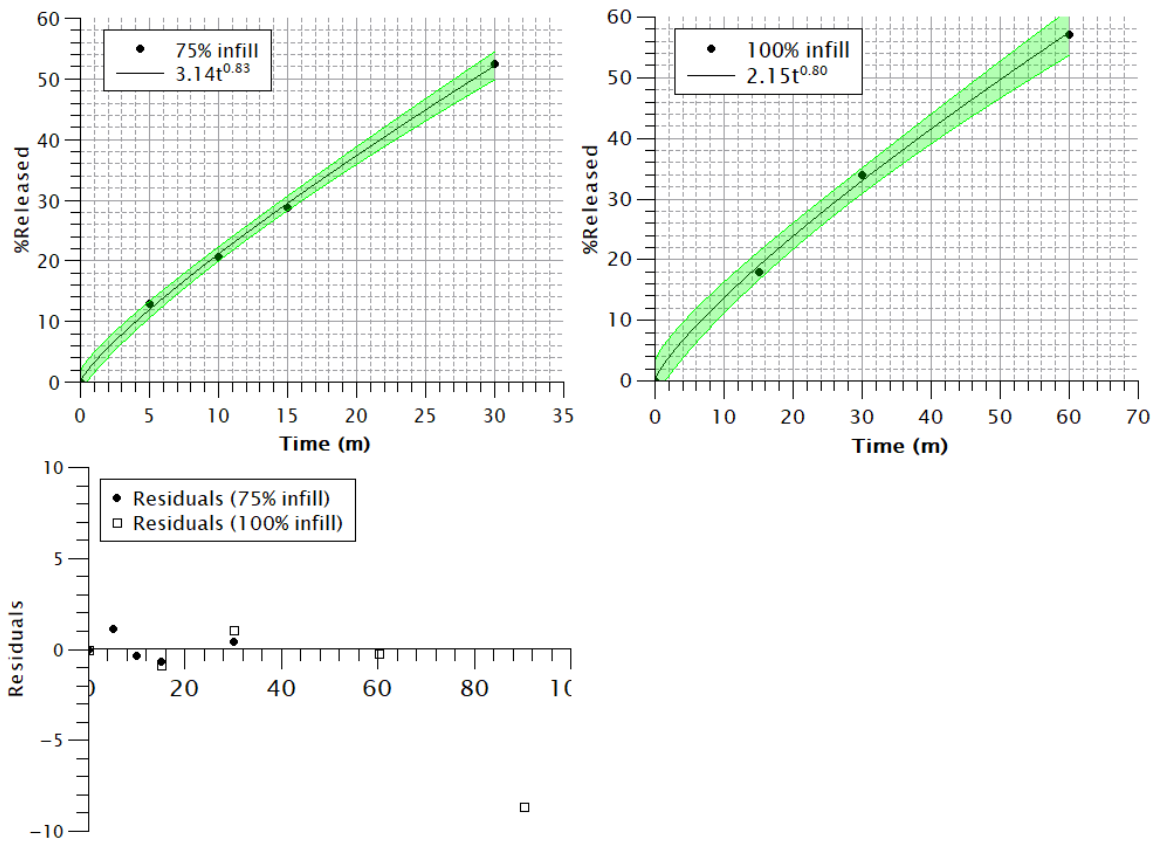 75% infill
3.14t^0.83
60
50
40
30
20
10
0
%Released
0 5 10 15 20 25 30 35
Time (m)
100% infill
2.15t^0.80
60
50
40
30
20
10
0
%Released
0 10 20 30 40 50 60 70
Time (m)
Residuals (75% infill)
Residuals (100% infill)
10
5
0
−5
−10
Residuals
20 40 60 80